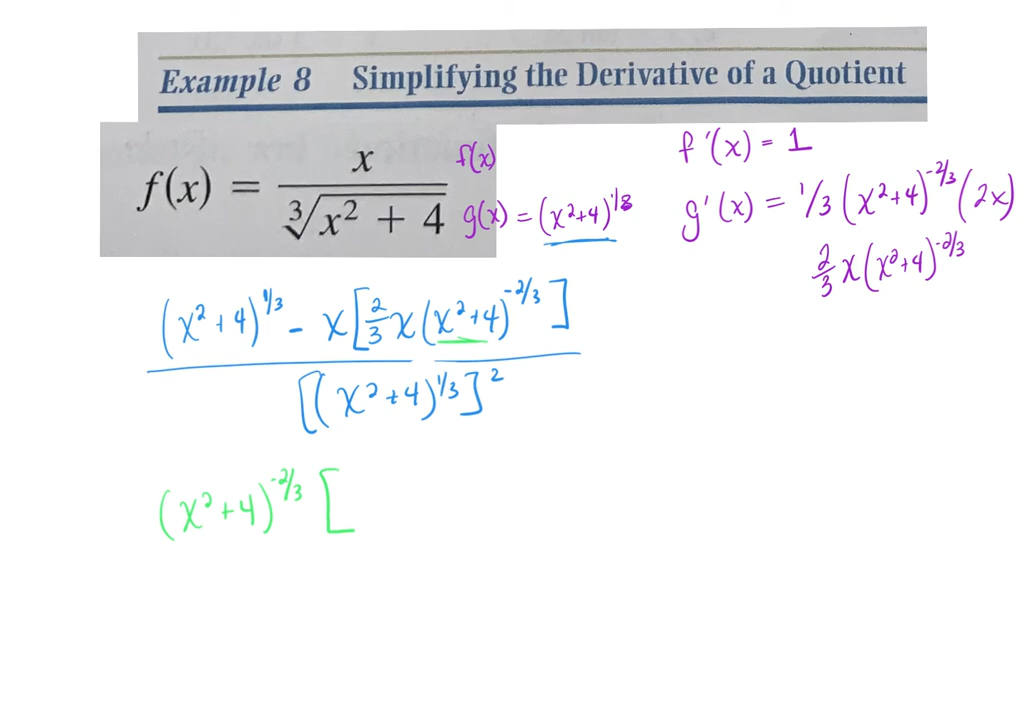 Example 8 Simplifying the Derivative of a Quotient
f(x) = x / ∛(x² + 4)
f(x)
g(x) = (x²+4)^1/3
f'(x) = 1
g'(x) = 1/3 (x²+4)^-2/3 (2x)
2/3 x (x²+4)^-2/3
(x²+4)^1/3 - x[2/3 x (x²+4)^-2/3]
[(x²+4)^1/3]²
(x²+4)^-2/3 [